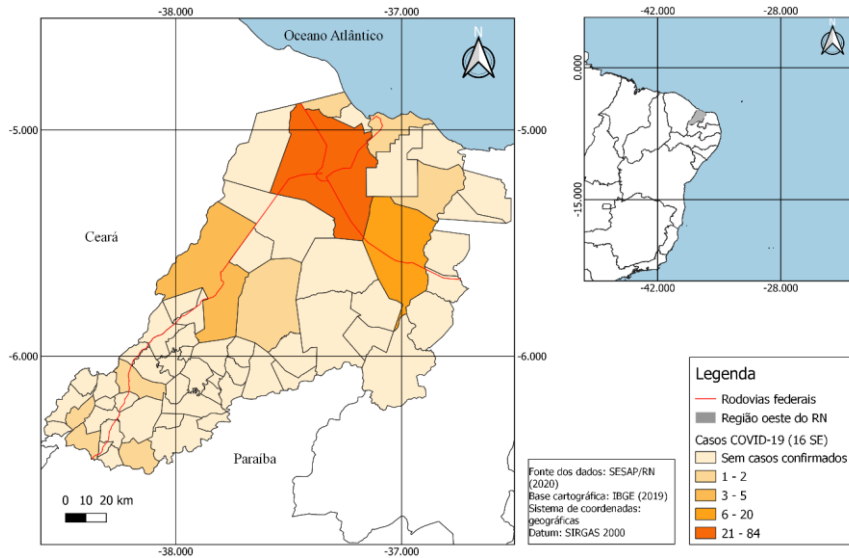 -38.000
-37.000
Oceano Atlântico
-5.000
-5.000
Ceará
-6.000
-6.000
Paraíba
0 10 20 km
-38.000
-37.000
-42.000
-28.000
0.000
0.000
-15.000
-15.000
-42.000
-28.000
Legenda
Rodovias federais
Região oeste do RN
Casos COVID-19 (16 SE)
Sem casos confirmados
1 - 2
3 - 5
6 - 20
21 - 84
Fonte dos dados: SESAP/RN
(2020)
Base cartográfica: IBGE (2019)
Sistema de coordenadas:
geográficas
Datum: SIRGAS 2000